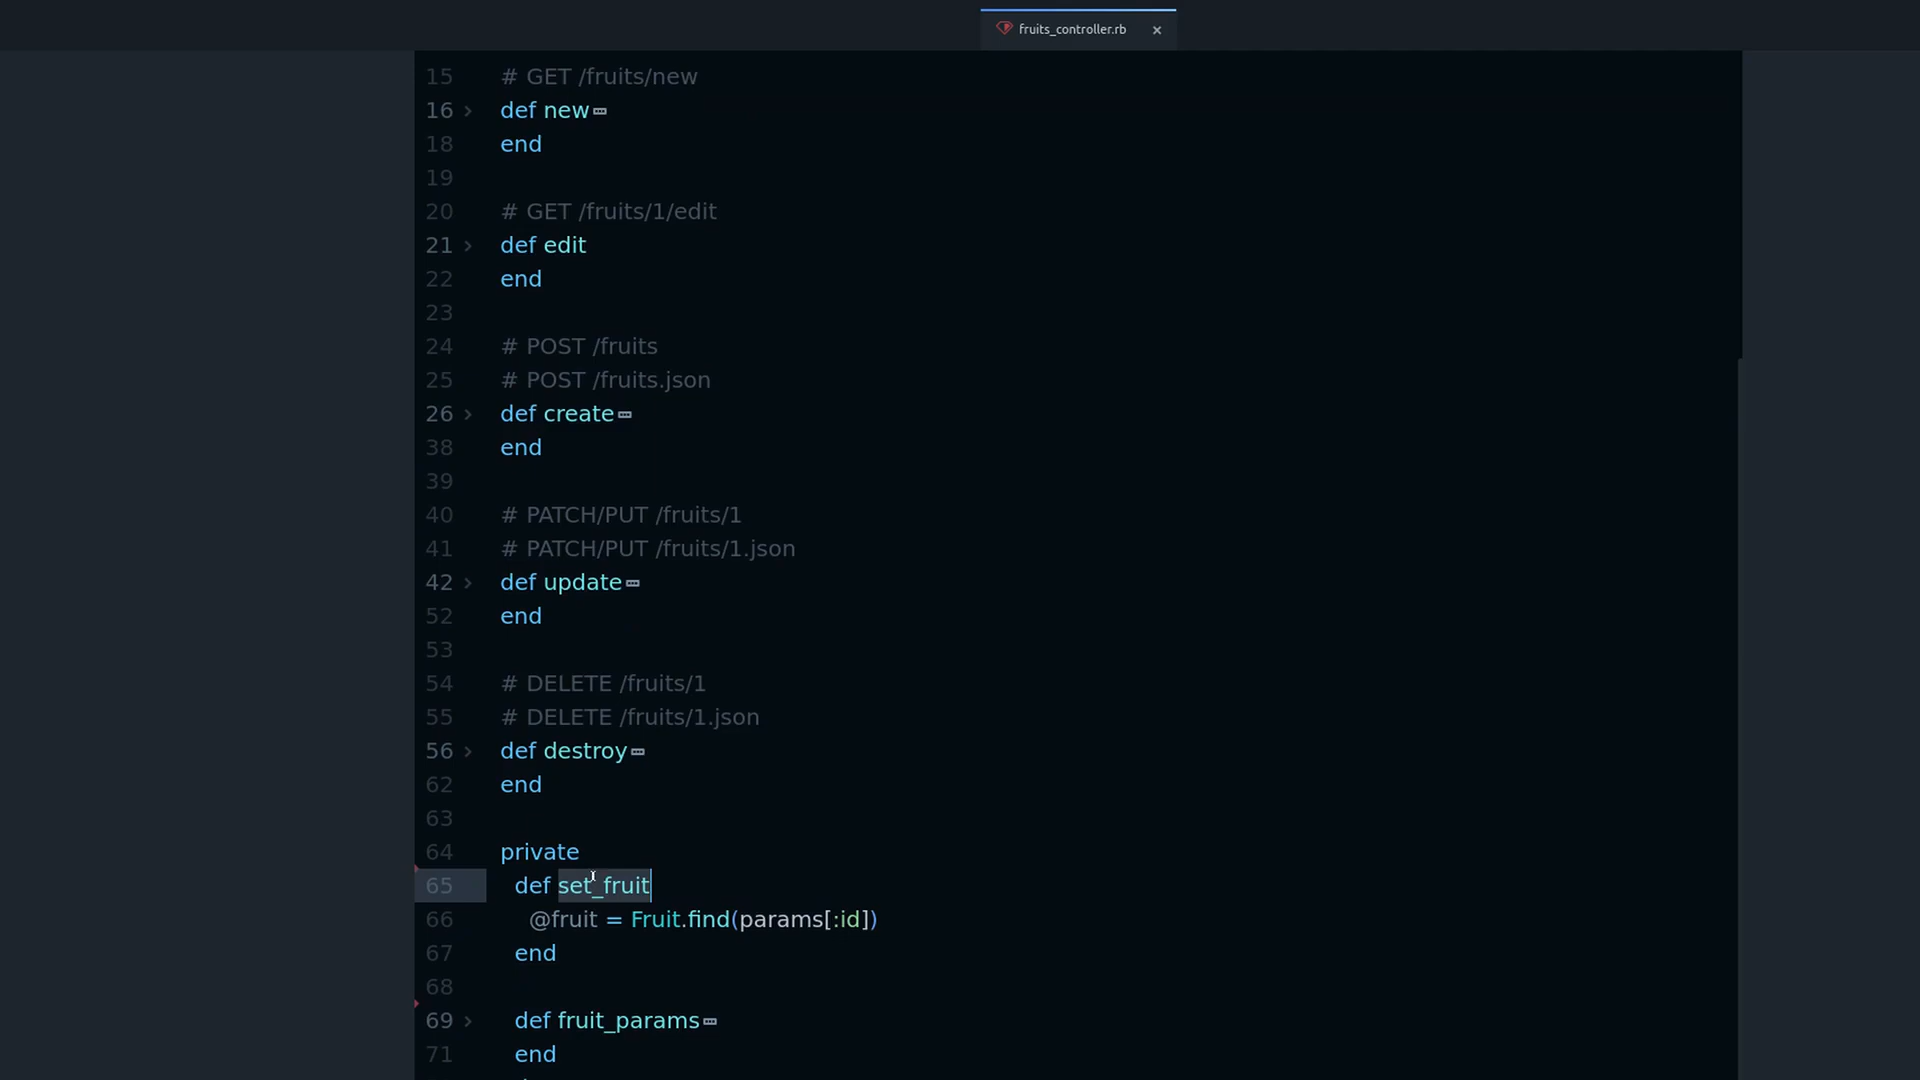 fruits_controller.rb ×
15 # GET /fruits/new
16 def new
18 end
19
20 # GET /fruits/1/edit
21 def edit
22 end
23
24 # POST /fruits
25 # POST /fruits.json
26 def create
38 end
39
40 # PATCH/PUT /fruits/1
41 # PATCH/PUT /fruits/1.json
42 def update
52 end
53
54 # DELETE /fruits/1
55 # DELETE /fruits/1.json
56 def destroy
62 end
63
64 private
65 def set_fruit
66 @fruit = Fruit.find(params[:id])
67 end
68
69 def fruit_params
71 end